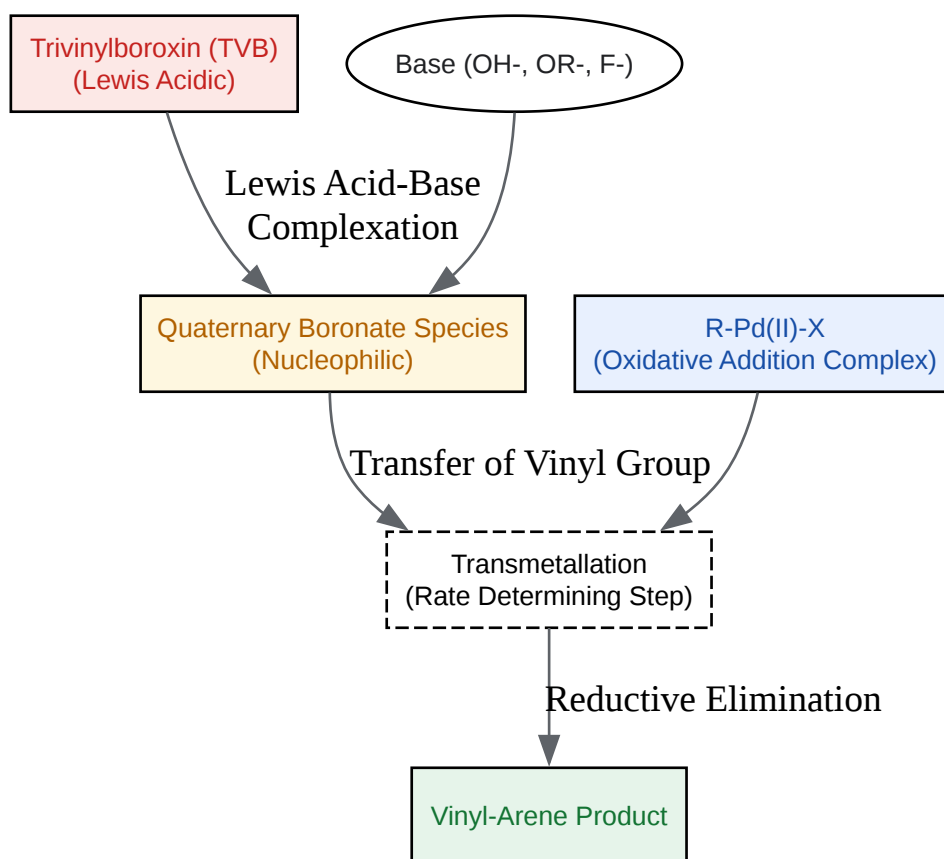 Trivinylboroxin (TVB)
(Lewis Acidic)
Base (OH-, OR-, F-)
Lewis Acid-Base
Complexation
Quaternary Boronate Species
(Nucleophilic)
R-Pd(II)-X
(Oxidative Addition Complex)
Transfer of Vinyl Group
Transmetallation
(Rate Determining Step)
Reductive Elimination
Vinyl-Arene Product